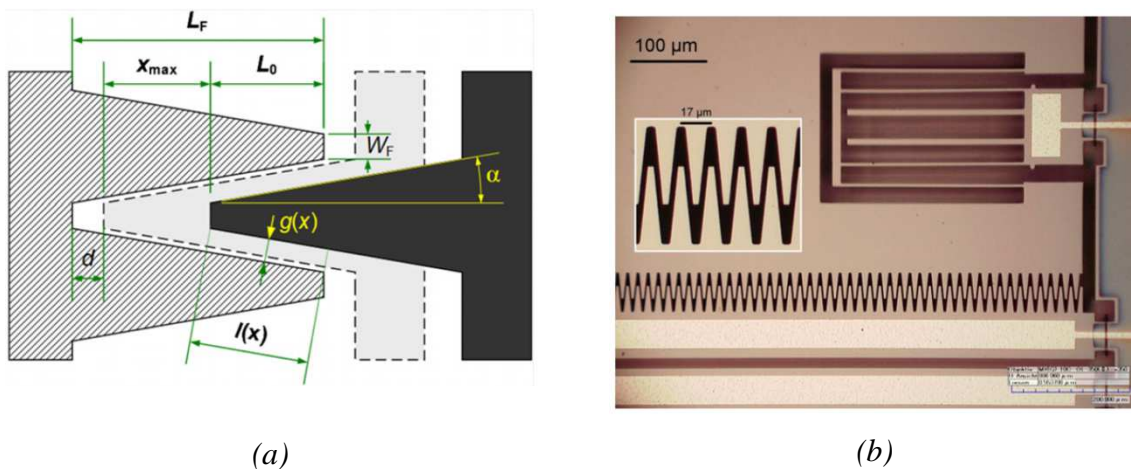 L_F
x_max
L_0
W_F
α
g(x)
d
l(x)
(a)
100 µm
17 µm
(b)